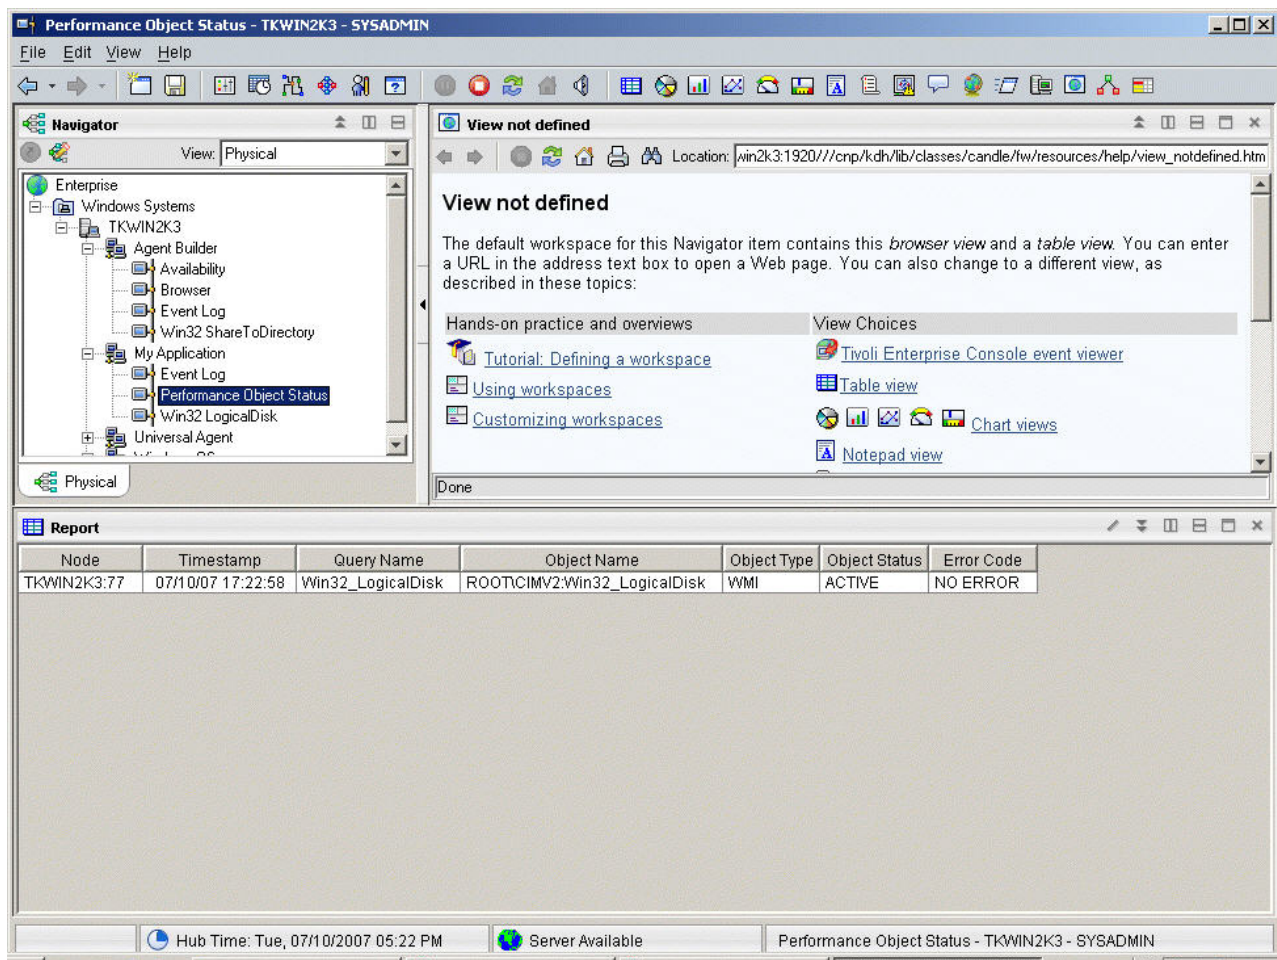 Performance Object Status - TKWIN2K3 - SYSADMIN
File Edit View Help
Navigator
View: Physical
Enterprise
Windows Systems
TKWIN2K3
Agent Builder
Availability
Browser
Event Log
Win32 ShareToDirectory
My Application
Event Log
Performance Object Status
Win32 LogicalDisk
Universal Agent
Physical
View not defined
Location: win2k3:1920///cnp/kdh/lib/classes/candle/fw/resources/help/view_notdefined.htm
View not defined
The default workspace for this Navigator item contains this browser view and a table view. You can enter
a URL in the address text box to open a Web page. You can also change to a different view, as
described in these topics:
Hands-on practice and overviews
Tutorial: Defining a workspace
Using workspaces
Customizing workspaces
View Choices
Tivoli Enterprise Console event viewer
Table view
Chart views
Notepad view
Done
Report
Node Timestamp Query Name Object Name Object Type Object Status Error Code
TKWIN2K3:77 07/10/07 17:22:58 Win32_LogicalDisk ROOT\CIMV2:Win32_LogicalDisk WMI ACTIVE NO ERROR
Hub Time: Tue, 07/10/2007 05:22 PM Server Available Performance Object Status - TKWIN2K3 - SYSADMIN